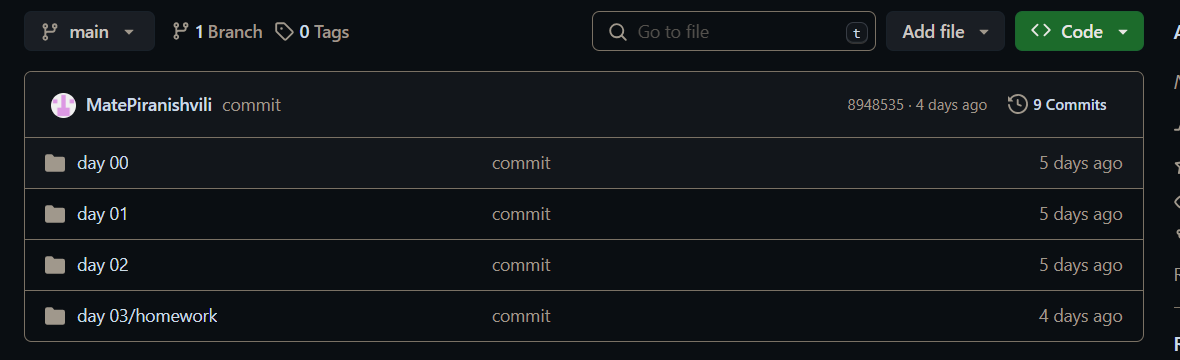 main 1 Branch 0 Tags Go to file t Add file Code
MatePiranishvili commit 8948535 · 4 days ago 9 Commits
day 00 commit 5 days ago
day 01 commit 5 days ago
day 02 commit 5 days ago
day 03/homework commit 4 days ago